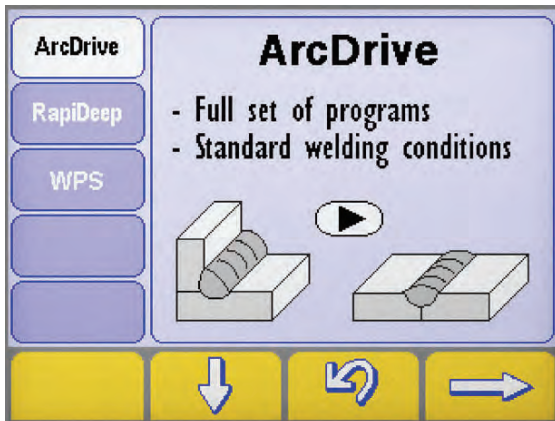 ArcDrive
RapiDeep
WPS
ArcDrive
- Full set of programs
- Standard welding conditions